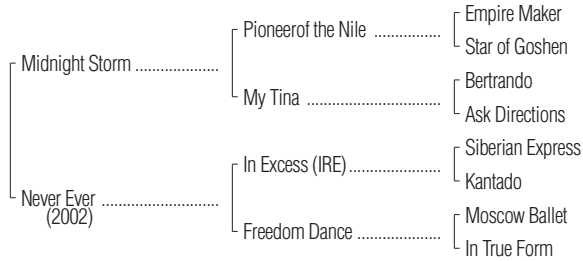 Empire Maker
Pioneerof the Nile ................
Star of Goshen
Midnight Storm ....................
Bertrando
My Tina ...........................
Ask Directions
Siberian Express
In Excess (IRE)....................
Kantado
Never Ever .........................
(2002)
Moscow Ballet
Freedom Dance ..................
In True Form